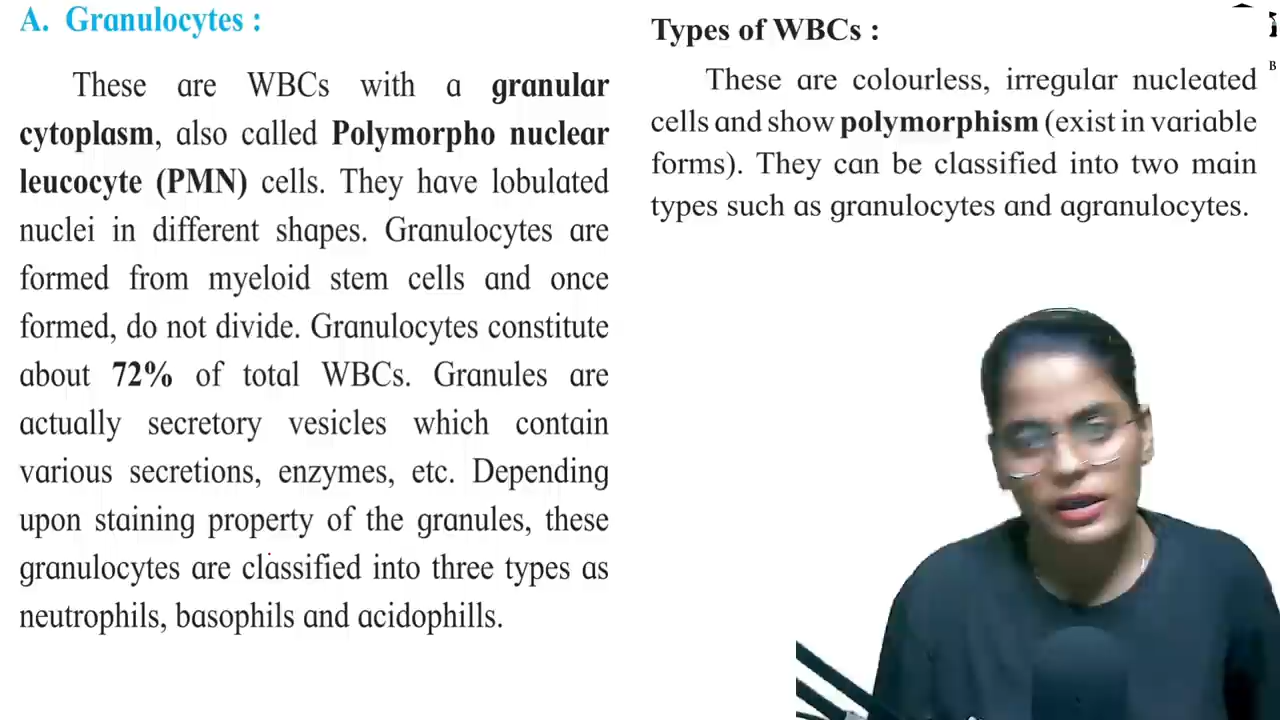 A. Granulocytes :
These are WBCs with a granular
cytoplasm, also called Polymorpho nuclear
leucocyte (PMN) cells. They have lobulated
nuclei in different shapes. Granulocytes are
formed from myeloid stem cells and once
formed, do not divide. Granulocytes constitute
about 72% of total WBCs. Granules are
actually secretory vesicles which contain
various secretions, enzymes, etc. Depending
upon staining property of the granules, these
granulocytes are classified into three types as
neutrophils, basophils and acidophills.
Types of WBCs :
These are colourless, irregular nucleated
cells and show polymorphism (exist in variable
forms). They can be classified into two main
types such as granulocytes and agranulocytes.
B